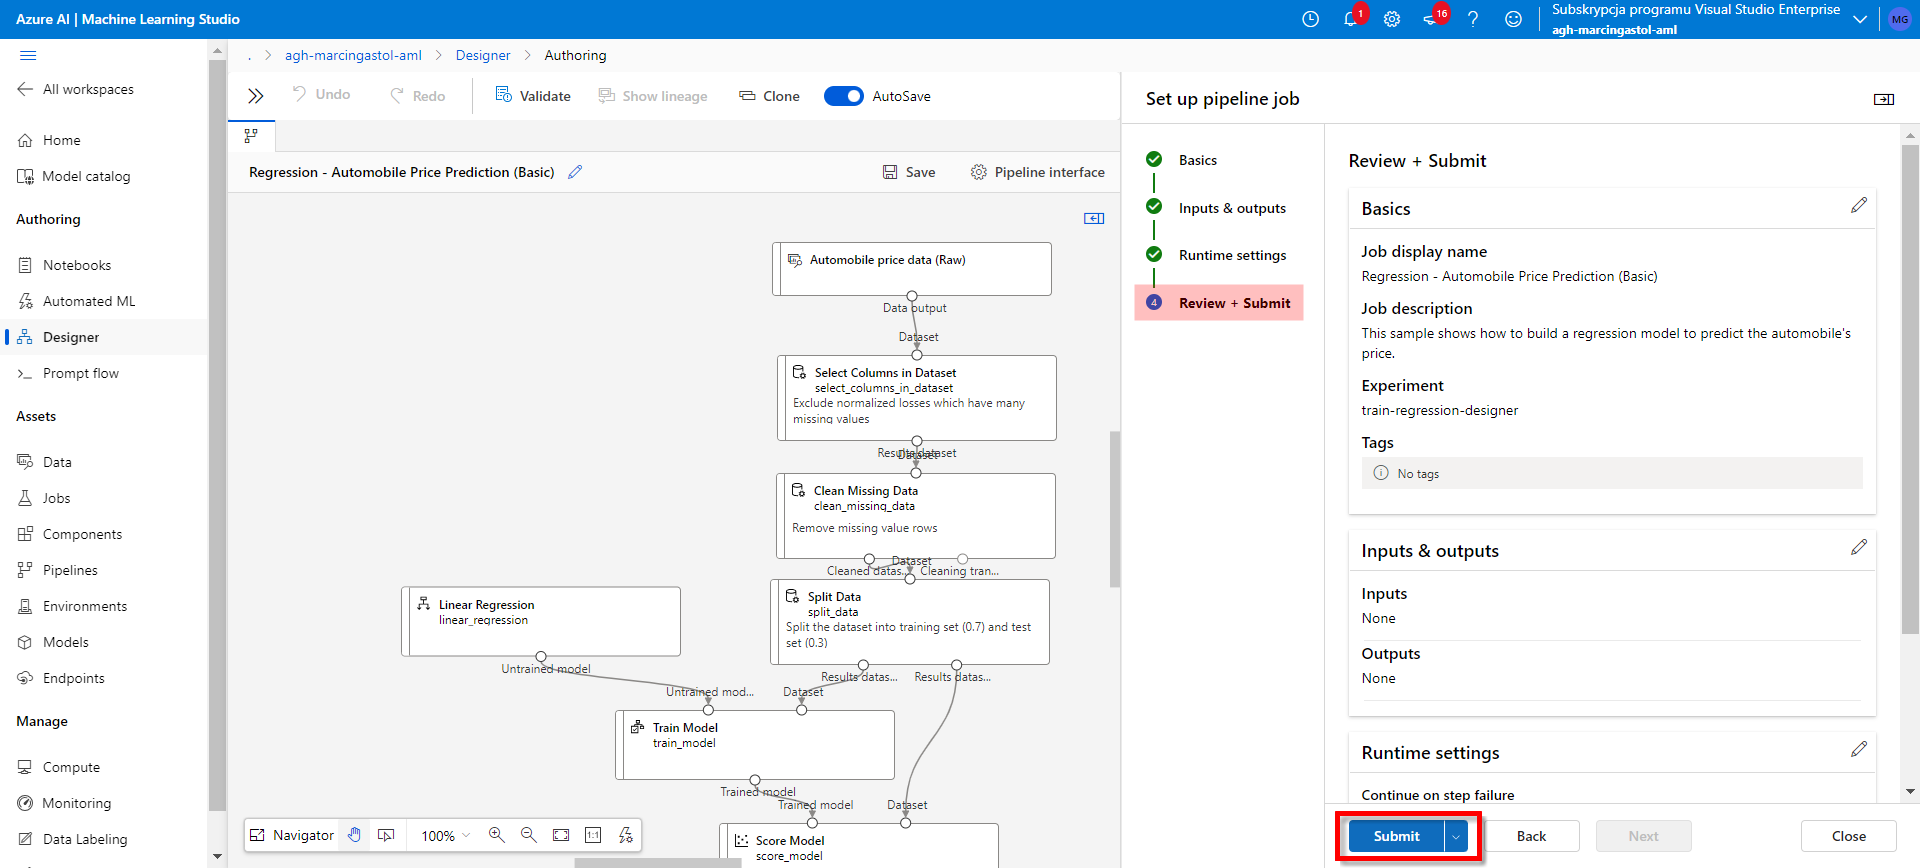 Azure AI | Machine Learning Studio
1
16
Subskrypcja programu Visual Studio Enterprise
agh-marcingastol-aml
MG
All workspaces
Home
Model catalog
Authoring
Notebooks
Automated ML
Designer
Prompt flow
Assets
Data
Jobs
Components
Pipelines
Environments
Models
Endpoints
Manage
Compute
Monitoring
Data Labeling
. > agh-marcingastol-aml > Designer > Authoring
Undo
Redo
Validate
Show lineage
Clone
AutoSave
Regression - Automobile Price Prediction (Basic)
Save
Pipeline interface
Automobile price data (Raw)
Data output
Dataset
Select Columns in Dataset
select_columns_in_dataset
Exclude normalized losses which have many
missing values
Results dataset
Dataset
Clean Missing Data
clean_missing_data
Remove missing value rows
Dataset
Cleaned datas...
Cleaning tran...
Split Data
split_data
Split the dataset into training set (0.7) and test
set (0.3)
Results datas...
Results datas...
Linear Regression
linear_regression
Untrained model
Untrained mod...
Dataset
Train Model
train_model
Trained model
Trained model
Dataset
Score Model
score_model
Navigator
100%
1:1
Set up pipeline job
Basics
Inputs & outputs
Runtime settings
4
Review + Submit
Review + Submit
Basics
Job display name
Regression - Automobile Price Prediction (Basic)
Job description
This sample shows how to build a regression model to predict the automobile's
price.
Experiment
train-regression-designer
Tags
No tags
Inputs & outputs
Inputs
None
Outputs
None
Runtime settings
Continue on step failure
Submit
Back
Next
Close